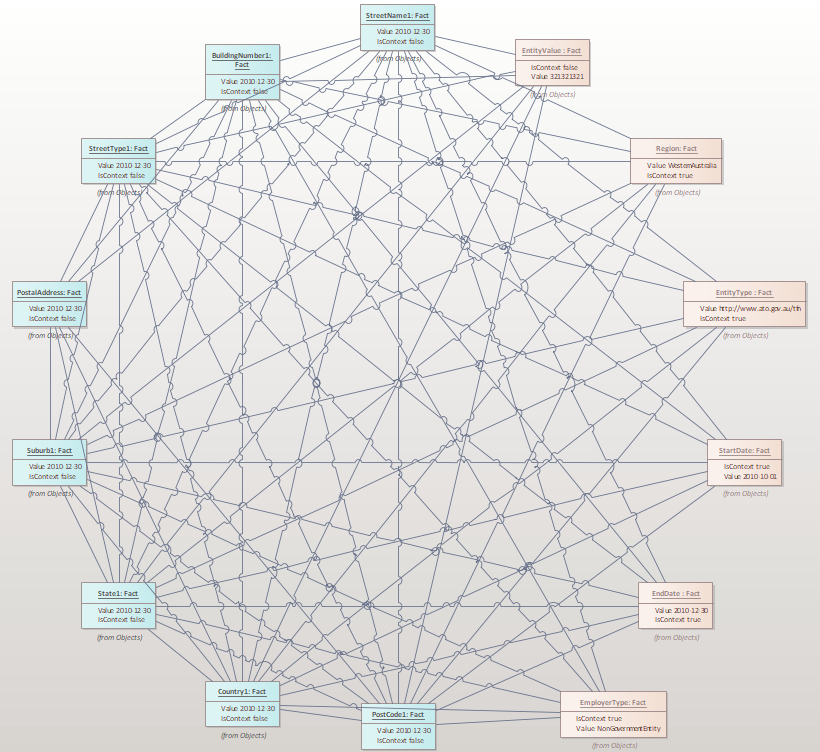 StreetName1: Fact
Value 2010-12-30
IsContext false
(from Objects)
EntityValue : Fact
IsContext false
Value 321321321
(from Objects)
BuildingNumber1:
Fact
Value 2010-12-30
IsContext false
(from Objects)
StreetType1: Fact
Value 2010-12-30
IsContext false
(from Objects)
Region: Fact
Value WesternAustralia
IsContext true
(from Objects)
PostalAddress: Fact
Value 2010-12-30
IsContext false
(from Objects)
EntityType : Fact
Value http://www.ato.gov.au/tfn
IsContext true
(from Objects)
Suburb1: Fact
Value 2010-12-30
IsContext false
(from Objects)
StartDate: Fact
IsContext true
Value 2010-10-01
(from Objects)
State1: Fact
Value 2010-12-30
IsContext false
(from Objects)
EndDate : Fact
Value 2010-12-30
IsContext true
(from Objects)
Country1: Fact
Value 2010-12-30
IsContext false
(from Objects)
PostCode1: Fact
Value 2010-12-30
IsContext false
EmployerType: Fact
IsContext true
Value NonGovernmentEntity
(from Objects)